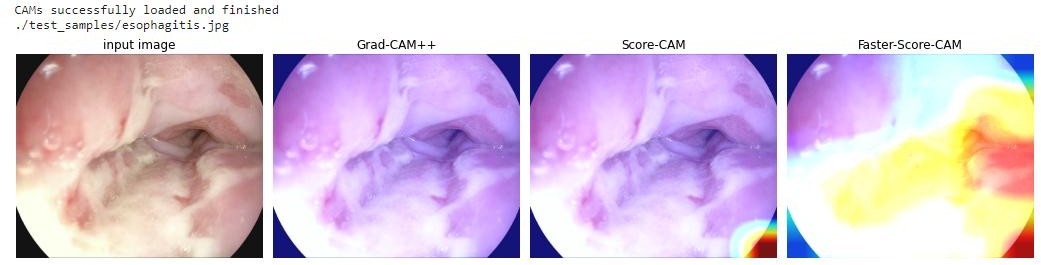 CAMs successfully loaded and finished
./test_samples/esophagitis.jpg
input image
Grad-CAM++
Score-CAM
Faster-Score-CAM